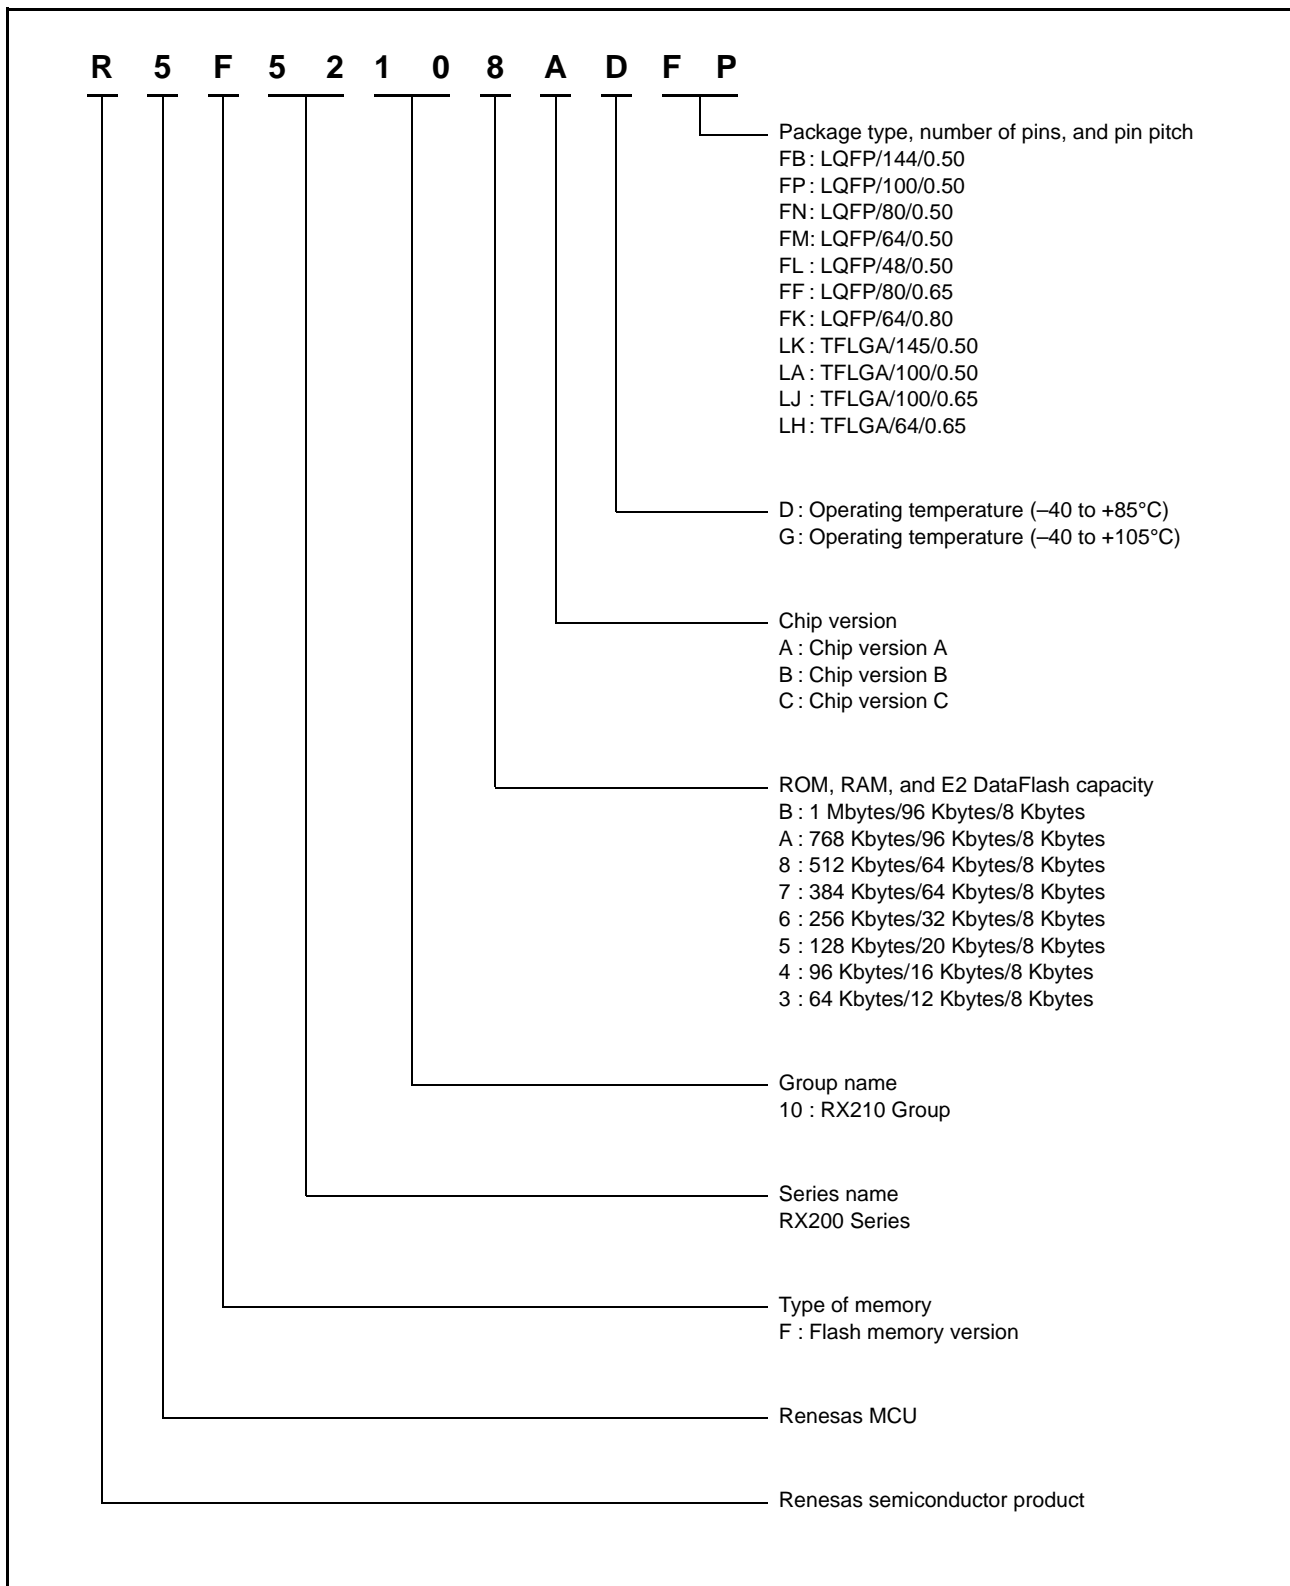 R 5 F 5 2 1 0 8 A D F P
Package type, number of pins, and pin pitch
FB : LQFP/144/0.50
FP : LQFP/100/0.50
FN : LQFP/80/0.50
FM : LQFP/64/0.50
FL : LQFP/48/0.50
FF : LQFP/80/0.65
FK : LQFP/64/0.80
LK : TFLGA/145/0.50
LA : TFLGA/100/0.50
LJ : TFLGA/100/0.65
LH : TFLGA/64/0.65
D : Operating temperature (–40 to +85°C)
G : Operating temperature (–40 to +105°C)
Chip version
A : Chip version A
B : Chip version B
C : Chip version C
ROM, RAM, and E2 DataFlash capacity
B : 1 Mbytes/96 Kbytes/8 Kbytes
A : 768 Kbytes/96 Kbytes/8 Kbytes
8 : 512 Kbytes/64 Kbytes/8 Kbytes
7 : 384 Kbytes/64 Kbytes/8 Kbytes
6 : 256 Kbytes/32 Kbytes/8 Kbytes
5 : 128 Kbytes/20 Kbytes/8 Kbytes
4 : 96 Kbytes/16 Kbytes/8 Kbytes
3 : 64 Kbytes/12 Kbytes/8 Kbytes
Group name
10 : RX210 Group
Series name
RX200 Series
Type of memory
F : Flash memory version
Renesas MCU
Renesas semiconductor product